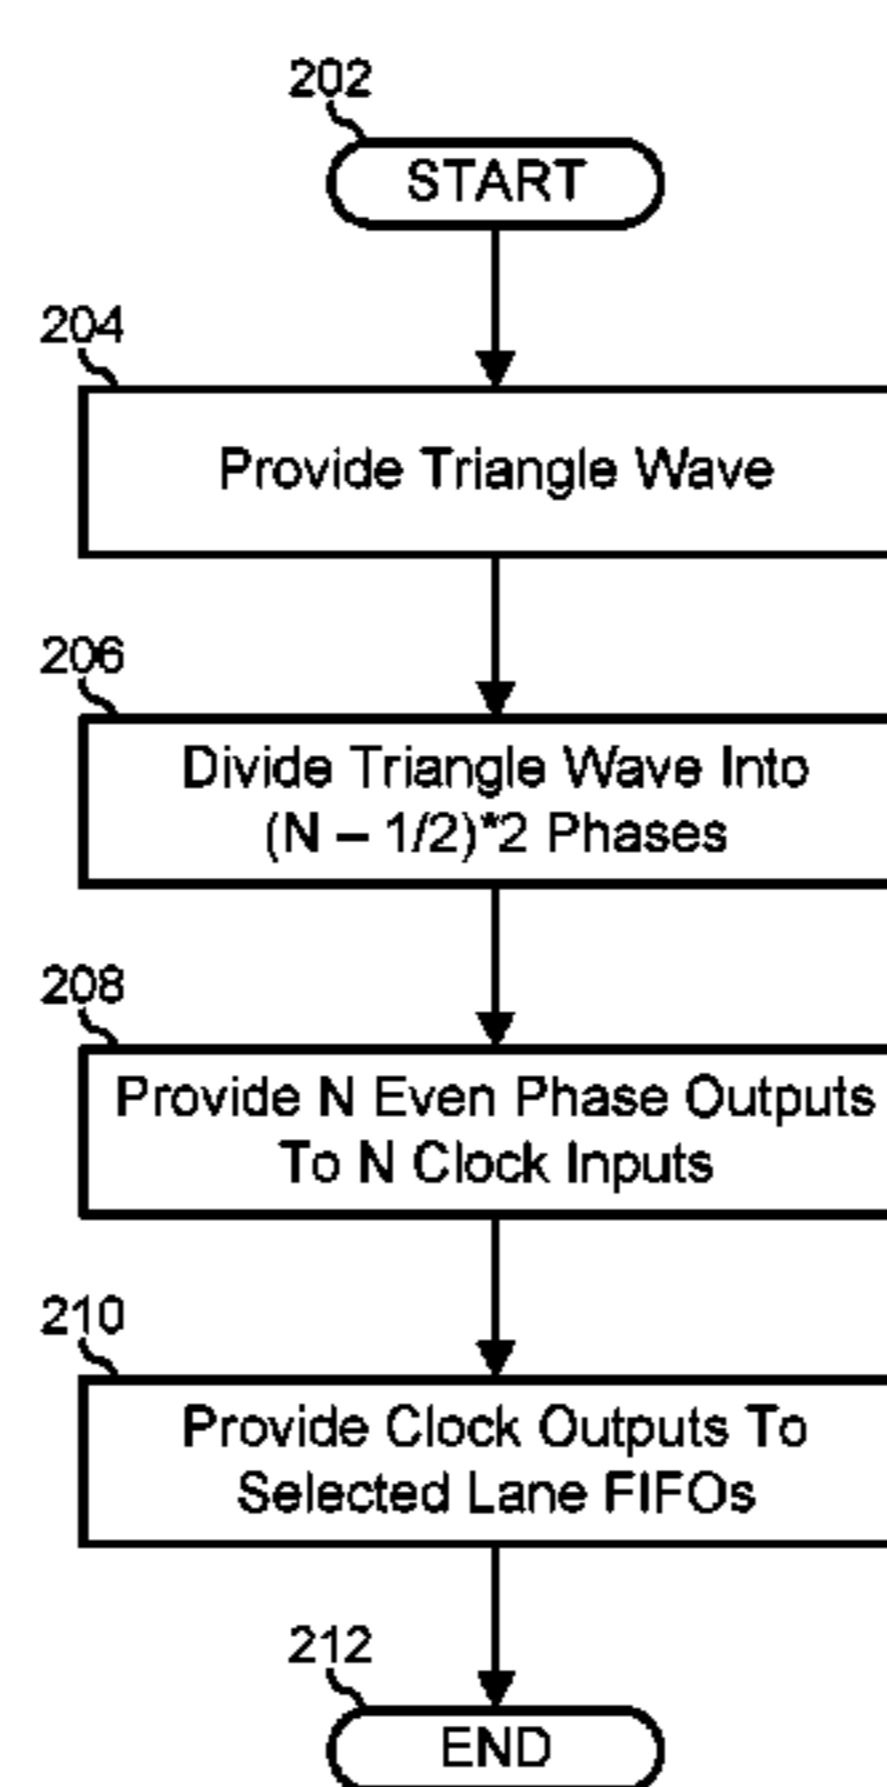 202
START
204
Provide Triangle Wave
206
Divide Triangle Wave Into
(N – 1/2)*2 Phases
208
Provide N Even Phase Outputs
To N Clock Inputs
210
Provide Clock Outputs To
Selected Lane FIFOs
212
END